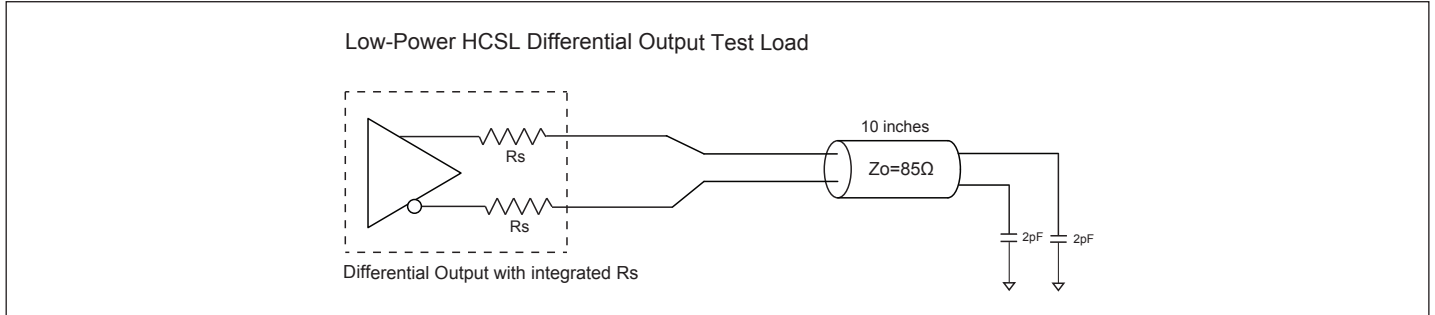 Low-Power HCSL Differential Output Test Load
10 inches
Rs
Zo=85Ω
Rs
2pF
2pF
Differential Output with integrated Rs